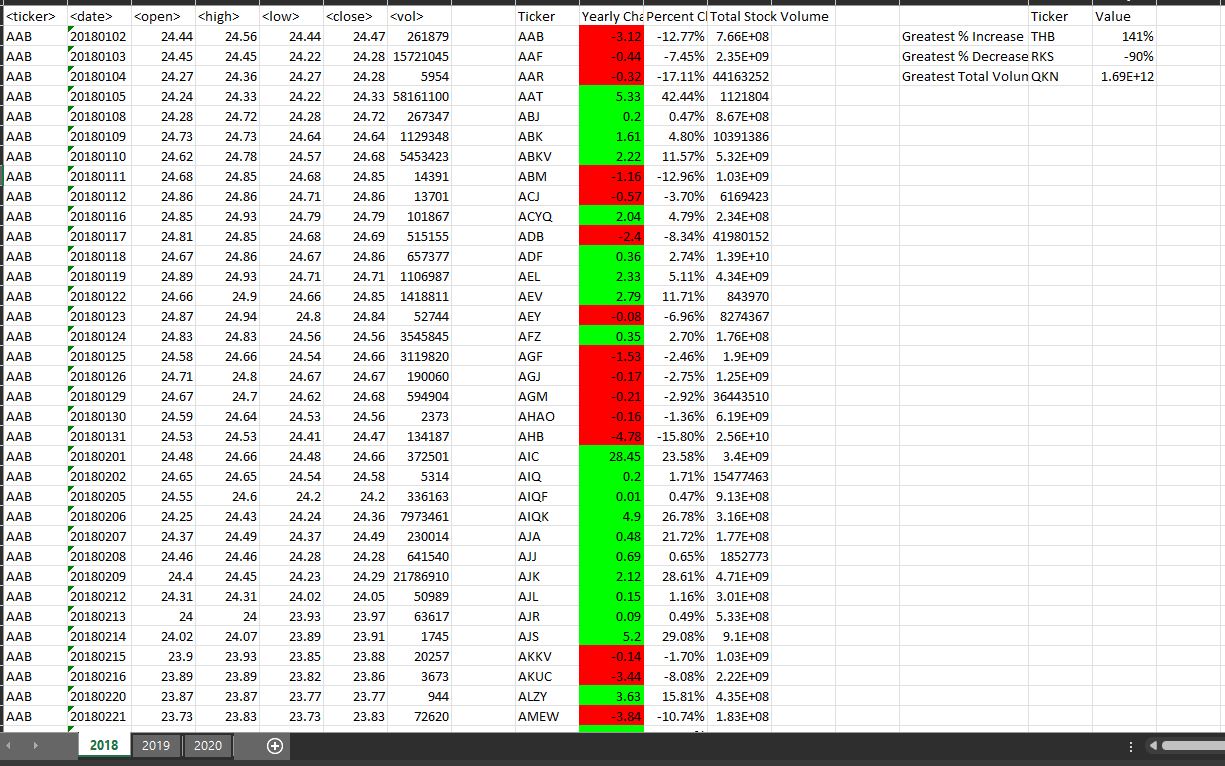 <ticker> <date> <open> <high> <low> <close> <vol> Ticker Yearly Cha Percent Cl Total Stock Volume Ticker Value
AAB 20180102 24.44 24.56 24.44 24.47 261879 AAB -3.12 -12.77% 7.66E+08 Greatest % Increase THB 141%
AAB 20180103 24.45 24.45 24.22 24.28 15721045 AAF -0.44 -7.45% 2.35E+09 Greatest % Decrease RKS -90%
AAB 20180104 24.27 24.36 24.27 24.28 5954 AAR -0.32 -17.11% 44163252 Greatest Total Volun QKN 1.69E+12
AAB 20180105 24.24 24.33 24.22 24.33 58161100 AAT 5.33 42.44% 1121804
AAB 20180108 24.28 24.72 24.28 24.72 267347 ABJ 0.2 0.47% 8.67E+08
AAB 20180109 24.73 24.73 24.64 24.64 1129348 ABK 1.61 4.80% 10391386
AAB 20180110 24.62 24.78 24.57 24.68 5453423 ABKV 2.22 11.57% 5.32E+09
AAB 20180111 24.68 24.85 24.68 24.85 14391 ABM -1.16 -12.96% 1.03E+09
AAB 20180112 24.86 24.86 24.71 24.86 13701 ACJ -0.57 -3.70% 6169423
AAB 20180116 24.85 24.93 24.79 24.79 101867 ACYQ 2.04 4.79% 2.34E+08
AAB 20180117 24.81 24.85 24.68 24.69 515155 ADB -2.4 -8.34% 41980152
AAB 20180118 24.67 24.86 24.67 24.86 657377 ADF 0.36 2.74% 1.39E+10
AAB 20180119 24.89 24.93 24.71 24.71 1106987 AEL 2.33 5.11% 4.34E+09
AAB 20180122 24.66 24.9 24.66 24.85 1418811 AEV 2.79 11.71% 843970
AAB 20180123 24.87 24.94 24.8 24.84 52744 AEY -0.08 -6.96% 8274367
AAB 20180124 24.83 24.83 24.56 24.56 3545845 AFZ 0.35 2.70% 1.76E+08
AAB 20180125 24.58 24.66 24.54 24.66 3119820 AGF -1.53 -2.46% 1.9E+09
AAB 20180126 24.71 24.8 24.67 24.67 190060 AGJ -0.17 -2.75% 1.25E+09
AAB 20180129 24.67 24.7 24.62 24.68 594904 AGM -0.21 -2.92% 36443510
AAB 20180130 24.59 24.64 24.53 24.56 2373 AHAQ -0.16 -1.36% 6.19E+09
AAB 20180131 24.53 24.53 24.41 24.47 134187 AHB -4.78 -15.80% 2.56E+10
AAB 20180201 24.48 24.66 24.48 24.66 372501 AIC 28.45 23.58% 3.4E+09
AAB 20180202 24.65 24.65 24.54 24.58 5314 AIQ 0.2 1.71% 15477463
AAB 20180205 24.55 24.6 24.2 24.2 336163 AIQF 0.01 0.47% 9.13E+08
AAB 20180206 24.25 24.43 24.24 24.36 7973461 AIQK 4.9 26.78% 3.16E+08
AAB 20180207 24.37 24.49 24.37 24.49 230014 AJA 0.48 21.72% 1.77E+08
AAB 20180208 24.46 24.46 24.28 24.28 641540 AJJ 0.69 0.65% 1852773
AAB 20180209 24.4 24.45 24.23 24.29 21786910 AJK 2.12 28.61% 4.71E+09
AAB 20180212 24.31 24.31 24.02 24.05 50989 AJL 0.15 1.16% 3.01E+08
AAB 20180213 24 24 23.93 23.97 63617 AJR 0.09 0.49% 5.33E+08
AAB 20180214 24.02 24.07 23.89 23.91 1745 AJS 5.2 29.08% 9.1E+08
AAB 20180215 23.9 23.93 23.85 23.88 20257 AKKV -0.14 -1.70% 1.03E+09
AAB 20180216 23.89 23.89 23.82 23.86 3673 AKUC -3.44 -8.08% 2.22E+09
AAB 20180220 23.87 23.87 23.77 23.77 944 ALZY 3.63 15.81% 4.35E+08
AAB 20180221 23.73 23.83 23.73 23.83 72620 AMEW -3.84 -10.74% 1.83E+08
2018 2019 2020